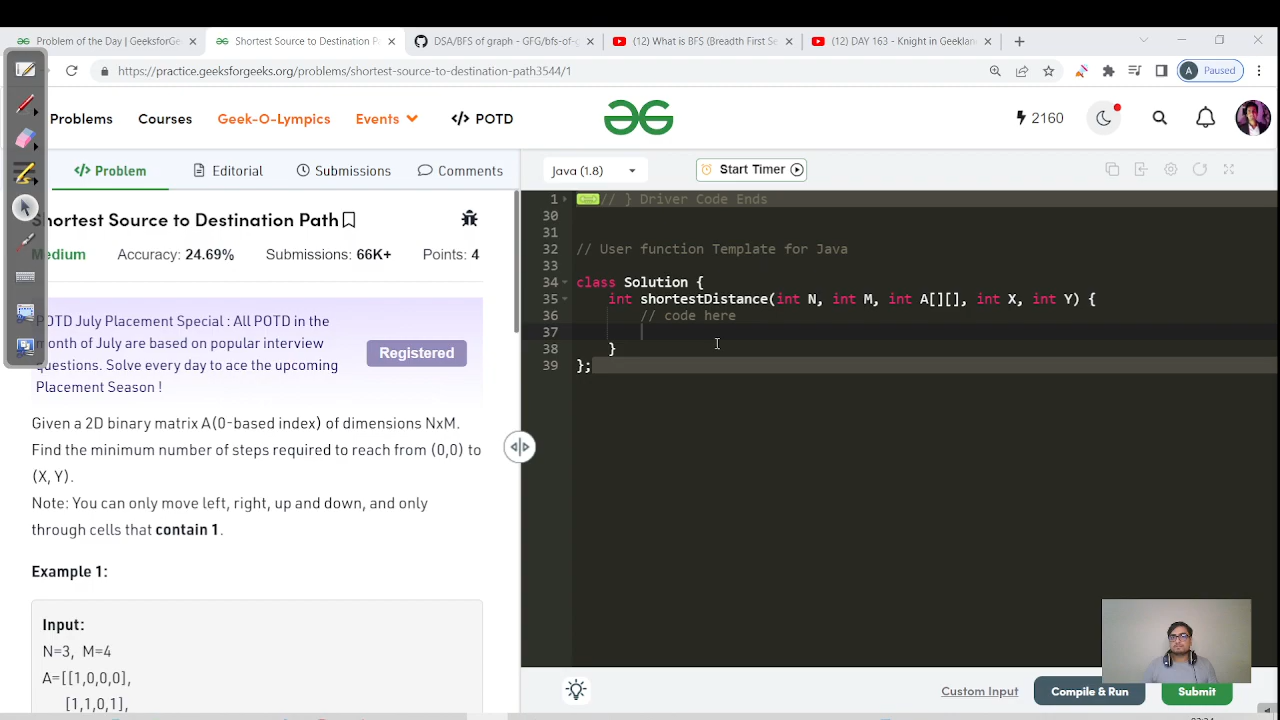 Problem of the Day | GeeksforGeeks
Shortest Source to Destination Pa
DSA/BFS of graph - GFG/bfs-of-g
(12) What is BFS (Breadth First Se
(12) DAY 163 - Knight in Geeklan
https://practice.geeksforgeeks.org/problems/shortest-source-to-destination-path3544/1
A Paused
Problems Courses Geek-O-Lympics Events </> POTD 2160
</> Problem Editorial Submissions Comments
Java (1.8) Start Timer
Shortest Source to Destination Path
Medium Accuracy: 24.69% Submissions: 66K+ Points: 4
POTD July Placement Special : All POTD in the
month of July are based on popular interview
questions. Solve every day to ace the upcoming
Placement Season !
Registered
Given a 2D binary matrix A(0-based index) of dimensions NxM.
Find the minimum number of steps required to reach from (0,0) to
(X, Y).
Note: You can only move left, right, up and down, and only
through cells that contain 1.
Example 1:
Input:
N=3, M=4
A=[[1,0,0,0],
[1,1,0,1],
1 // } Driver Code Ends
30
31
32 // User function Template for Java
33
34 class Solution {
35 int shortestDistance(int N, int M, int A[][], int X, int Y) {
36 // code here
37
38 }
39 };
Custom Input Compile & Run Submit